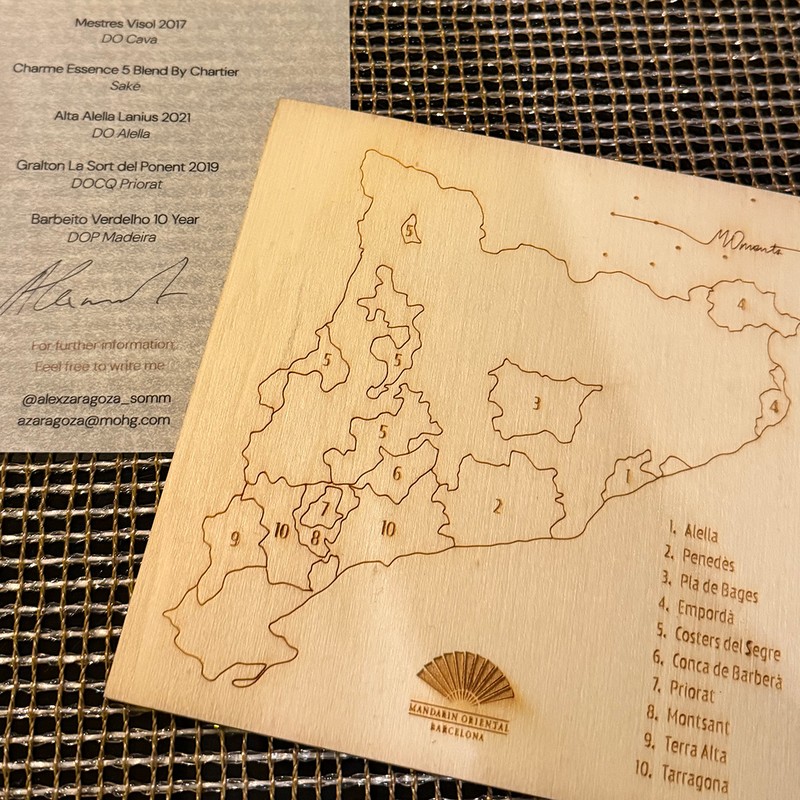 Mestres Visol 2017
DO Cava
Charme Essence 5 Blend By Chartier
Saké
Alta Alella Lanius 2021
DO Alella
Gralton La Sort del Ponent 2019
DOCQ Priorat
Barbeito Verdelho 10 Year
DOP Madeira
For further information,
Feel free to write me
@alexzaragoza_somm
azaragoza@mohg.com
MOments
5
4
5
5
3
4
5
6
1
2
7
10
8
10
9
1. Alella
2. Penedès
3. Pla de Bages
4. Empordà
5. Costers del Segre
6. Conca de Barberà
7. Priorat
8. Montsant
9. Terra Alta
10. Tarragona
MANDARIN ORIENTAL
BARCELONA